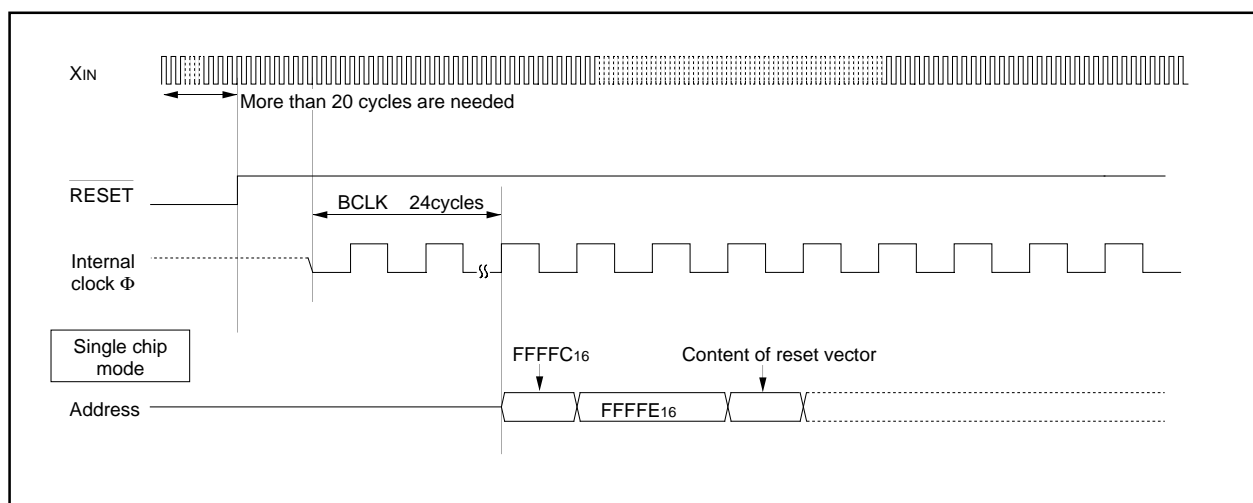 XIN
More than 20 cycles are needed
RESET
BCLK 24cycles
Internal
clock Φ
Single chip
mode
FFFFC16
Content of reset vector
Address
FFFFE16